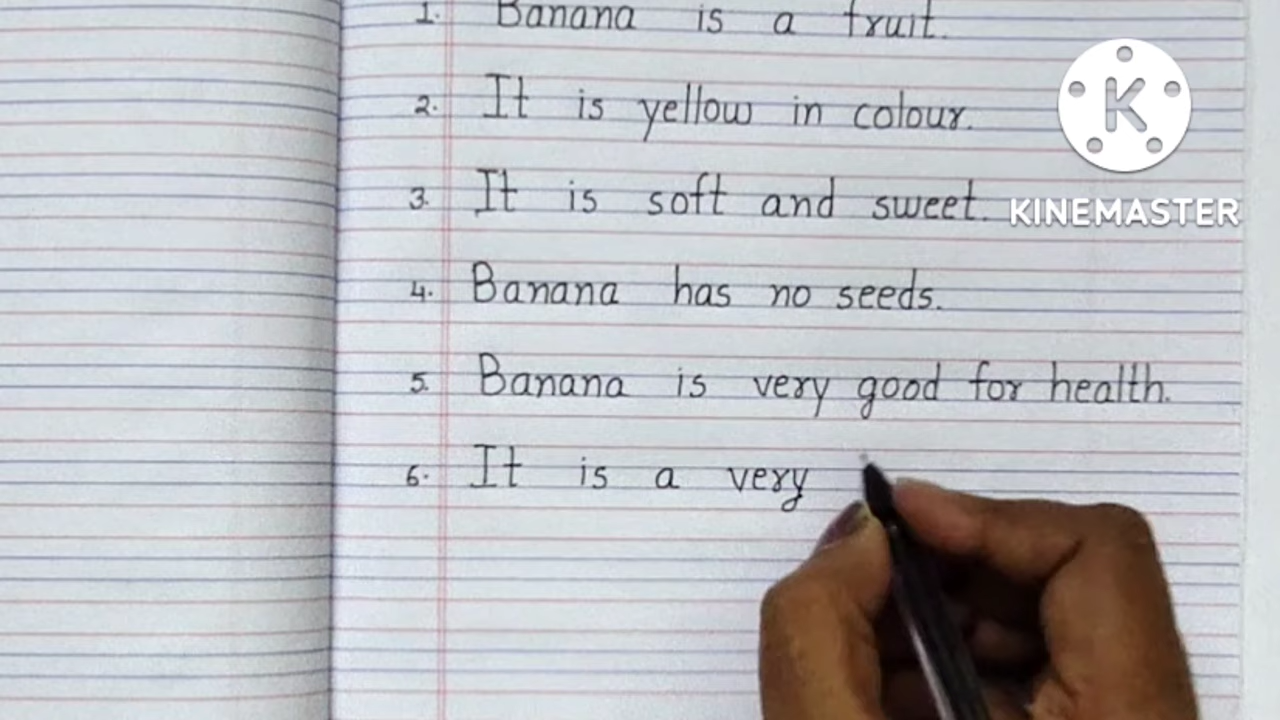 1. Banana is a fruit.
2. It is yellow in colour.
3. It is soft and sweet.
KINEMASTER
4. Banana has no seeds.
5. Banana is very good for health.
6. It is a very